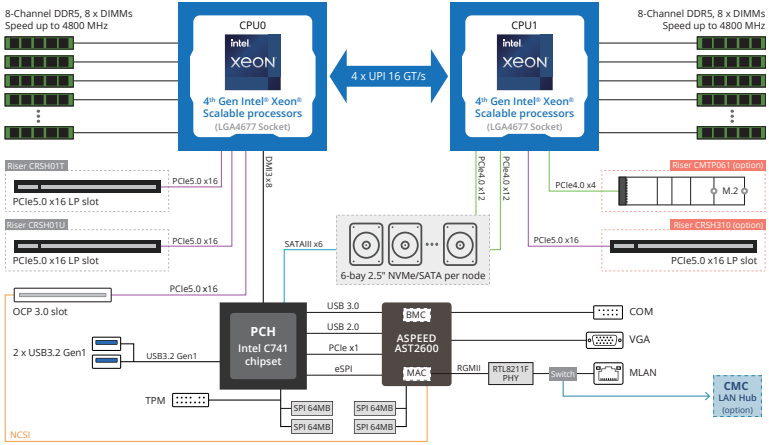 8-Channel DDR5, 8 x DIMMs
Speed up to 4800 MHz
CPU0
intel
xeon
4th Gen Intel® Xeon®
Scalable processors
(LGA4677 Socket)
4 x UPI 16 GT/s
CPU1
intel
xeon
4th Gen Intel® Xeon®
Scalable processors
(LGA4677 Socket)
8-Channel DDR5, 8 x DIMMs
Speed up to 4800 MHz
Riser CRSH01T
PCIe5.0 x16
PCIe5.0 x16 LP slot
DMI3 x8
PCIe4.0 x12
PCIe4.0 x12
Riser CMTP061 (option)
PCIe4.0 x4
M.2
Riser CRSH01U
PCIe5.0 x16
PCIe5.0 x16 LP slot
SATAIII x6
6-bay 2.5" NVMe/SATA per node
Riser CRSH310 (option)
PCIe5.0 x16
PCIe5.0 x16 LP slot
PCIe5.0 x16
OCP 3.0 slot
2 x USB3.2 Gen1
USB3.2 Gen1
PCH
Intel C741
chipset
USB 3.0
USB 2.0
PCIe x1
eSPI
BMC
ASPEED
AST2600
MAC
COM
VGA
RGMII
RTL8211F
PHY
Switch
MLAN
CMC
LAN Hub
(option)
TPM
SPI 64MB
SPI 64MB
SPI 64MB
SPI 64MB
NCSI